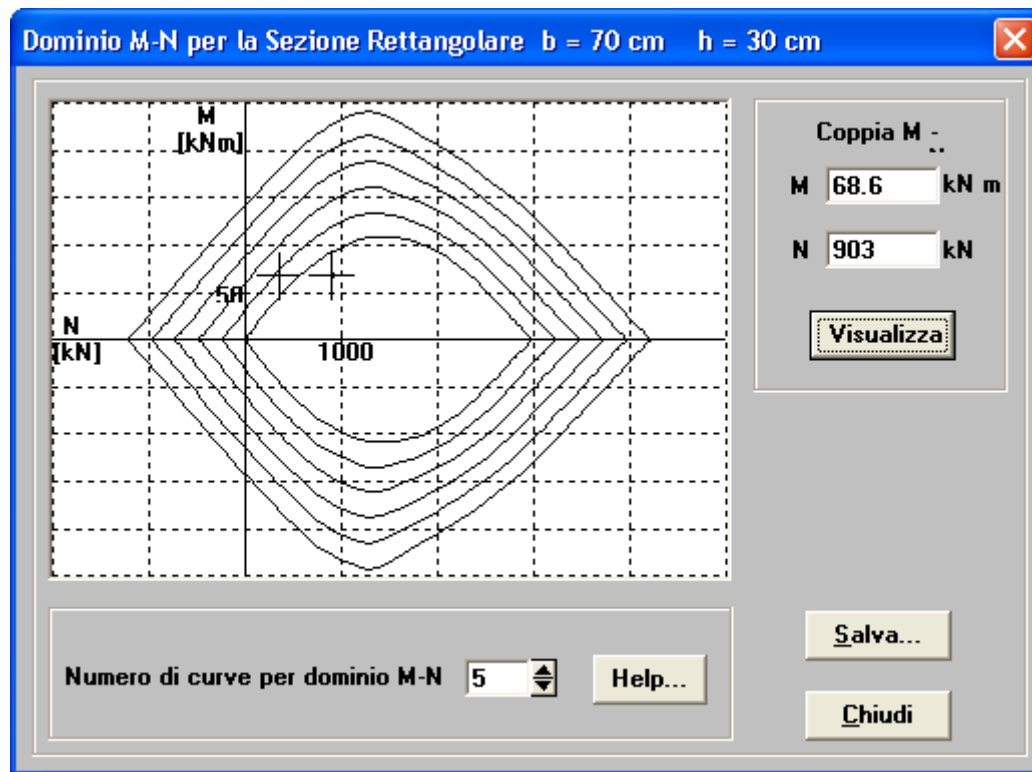 Dominio M-N per la Sezione Rettangolare b = 70 cm h = 30 cm
M
[kNm]
50
N
[kN]
1000
Coppia M -
M 68.6 kN m
N 903 kN
Visualizza
Numero di curve per dominio M-N 5 Help...
Salva...
Chiudi